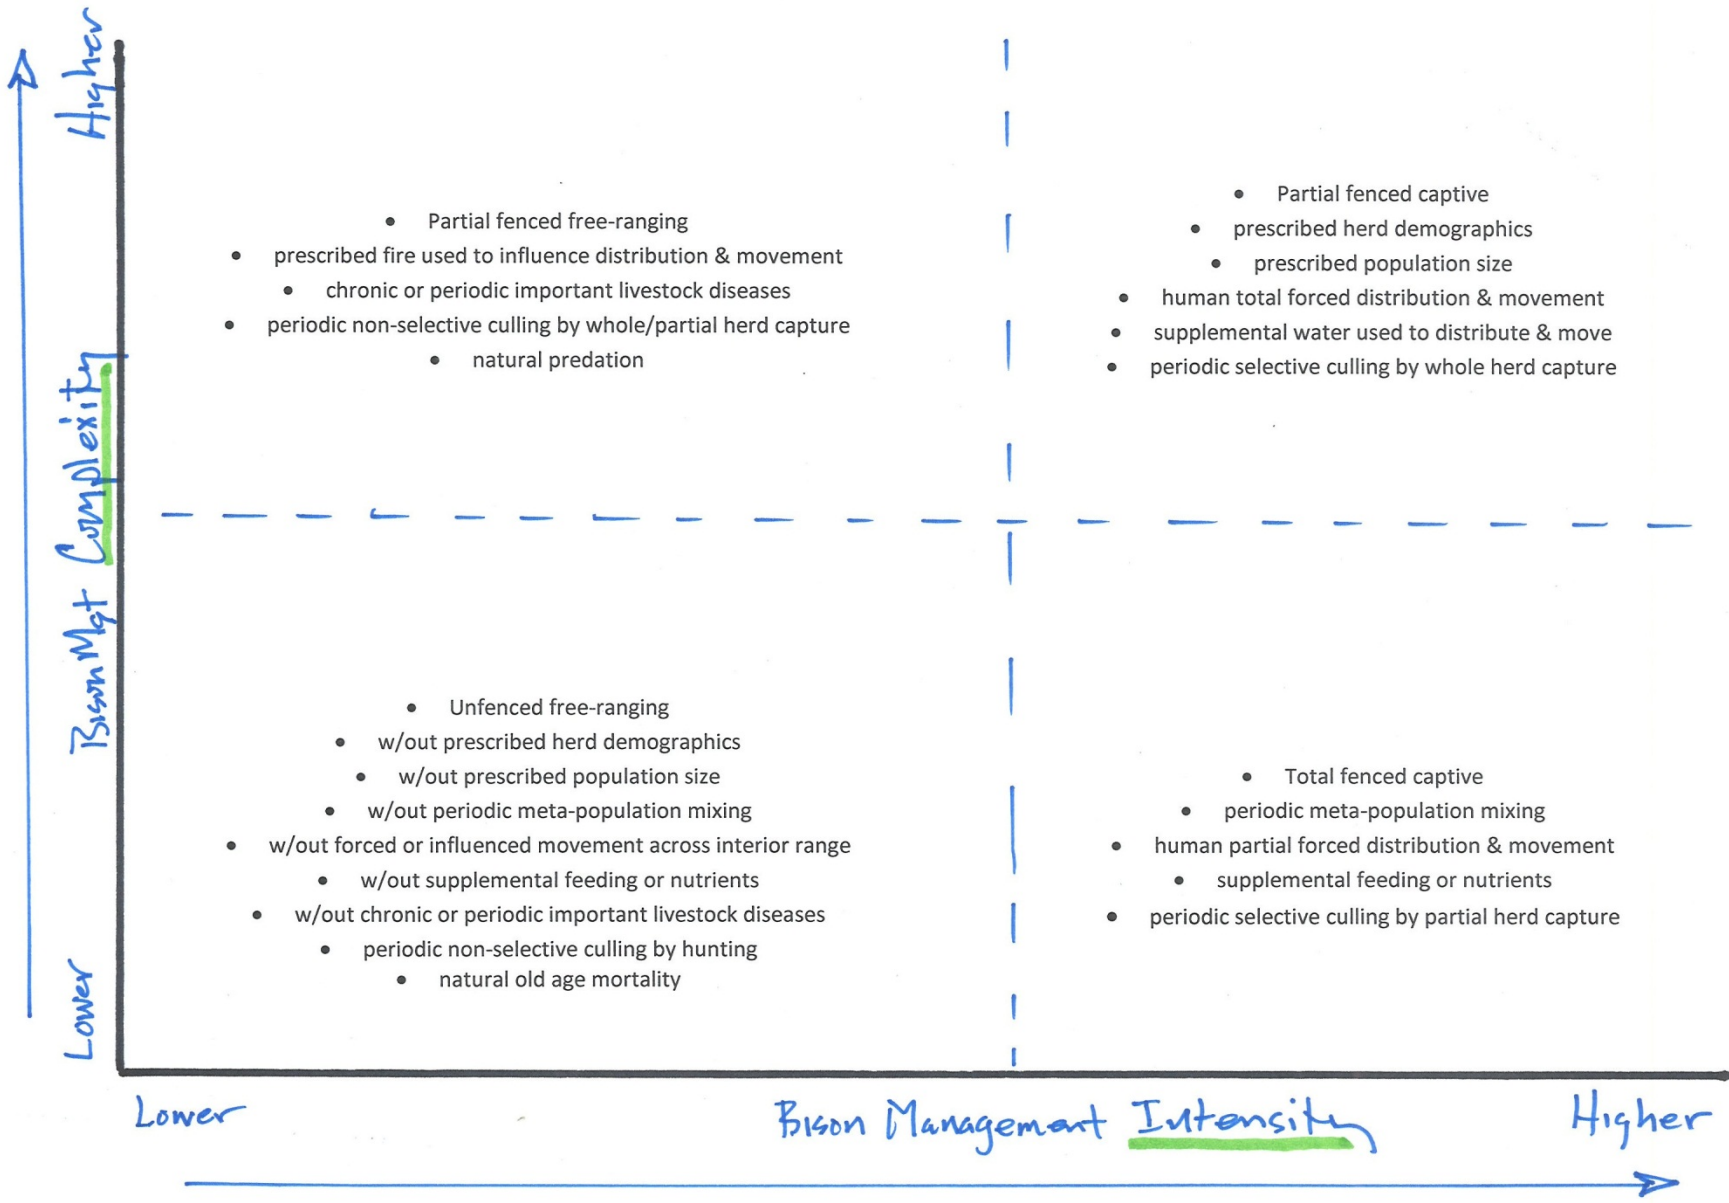 Higher
Bison Mgt Complexity
Lower
• Partial fenced free-ranging
• prescribed fire used to influence distribution & movement
• chronic or periodic important livestock diseases
• periodic non-selective culling by whole/partial herd capture
• natural predation
• Partial fenced captive
• prescribed herd demographics
• prescribed population size
• human total forced distribution & movement
• supplemental water used to distribute & move
• periodic selective culling by whole herd capture
• Unfenced free-ranging
• w/out prescribed herd demographics
• w/out prescribed population size
• w/out periodic meta-population mixing
• w/out forced or influenced movement across interior range
• w/out supplemental feeding or nutrients
• w/out chronic or periodic important livestock diseases
• periodic non-selective culling by hunting
• natural old age mortality
• Total fenced captive
• periodic meta-population mixing
• human partial forced distribution & movement
• supplemental feeding or nutrients
• periodic selective culling by partial herd capture
Lower Bison Management Intensity Higher